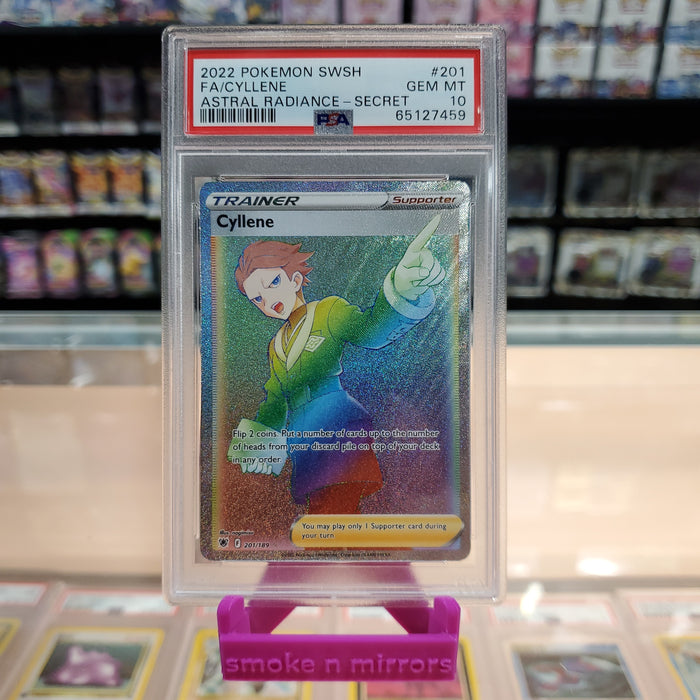 2022 POKEMON SWSH #201
FA/CYLLENE GEM MT
ASTRAL RADIANCE – SECRET 10
PSA 65127459
TRAINER Supporter
Cyllene
Flip 2 coins. Put a number of cards up to the number
of heads from your discard pile on top of your deck
in any order.
You may play only 1 Supporter card during
your turn.
201/189
smoke n mirrors